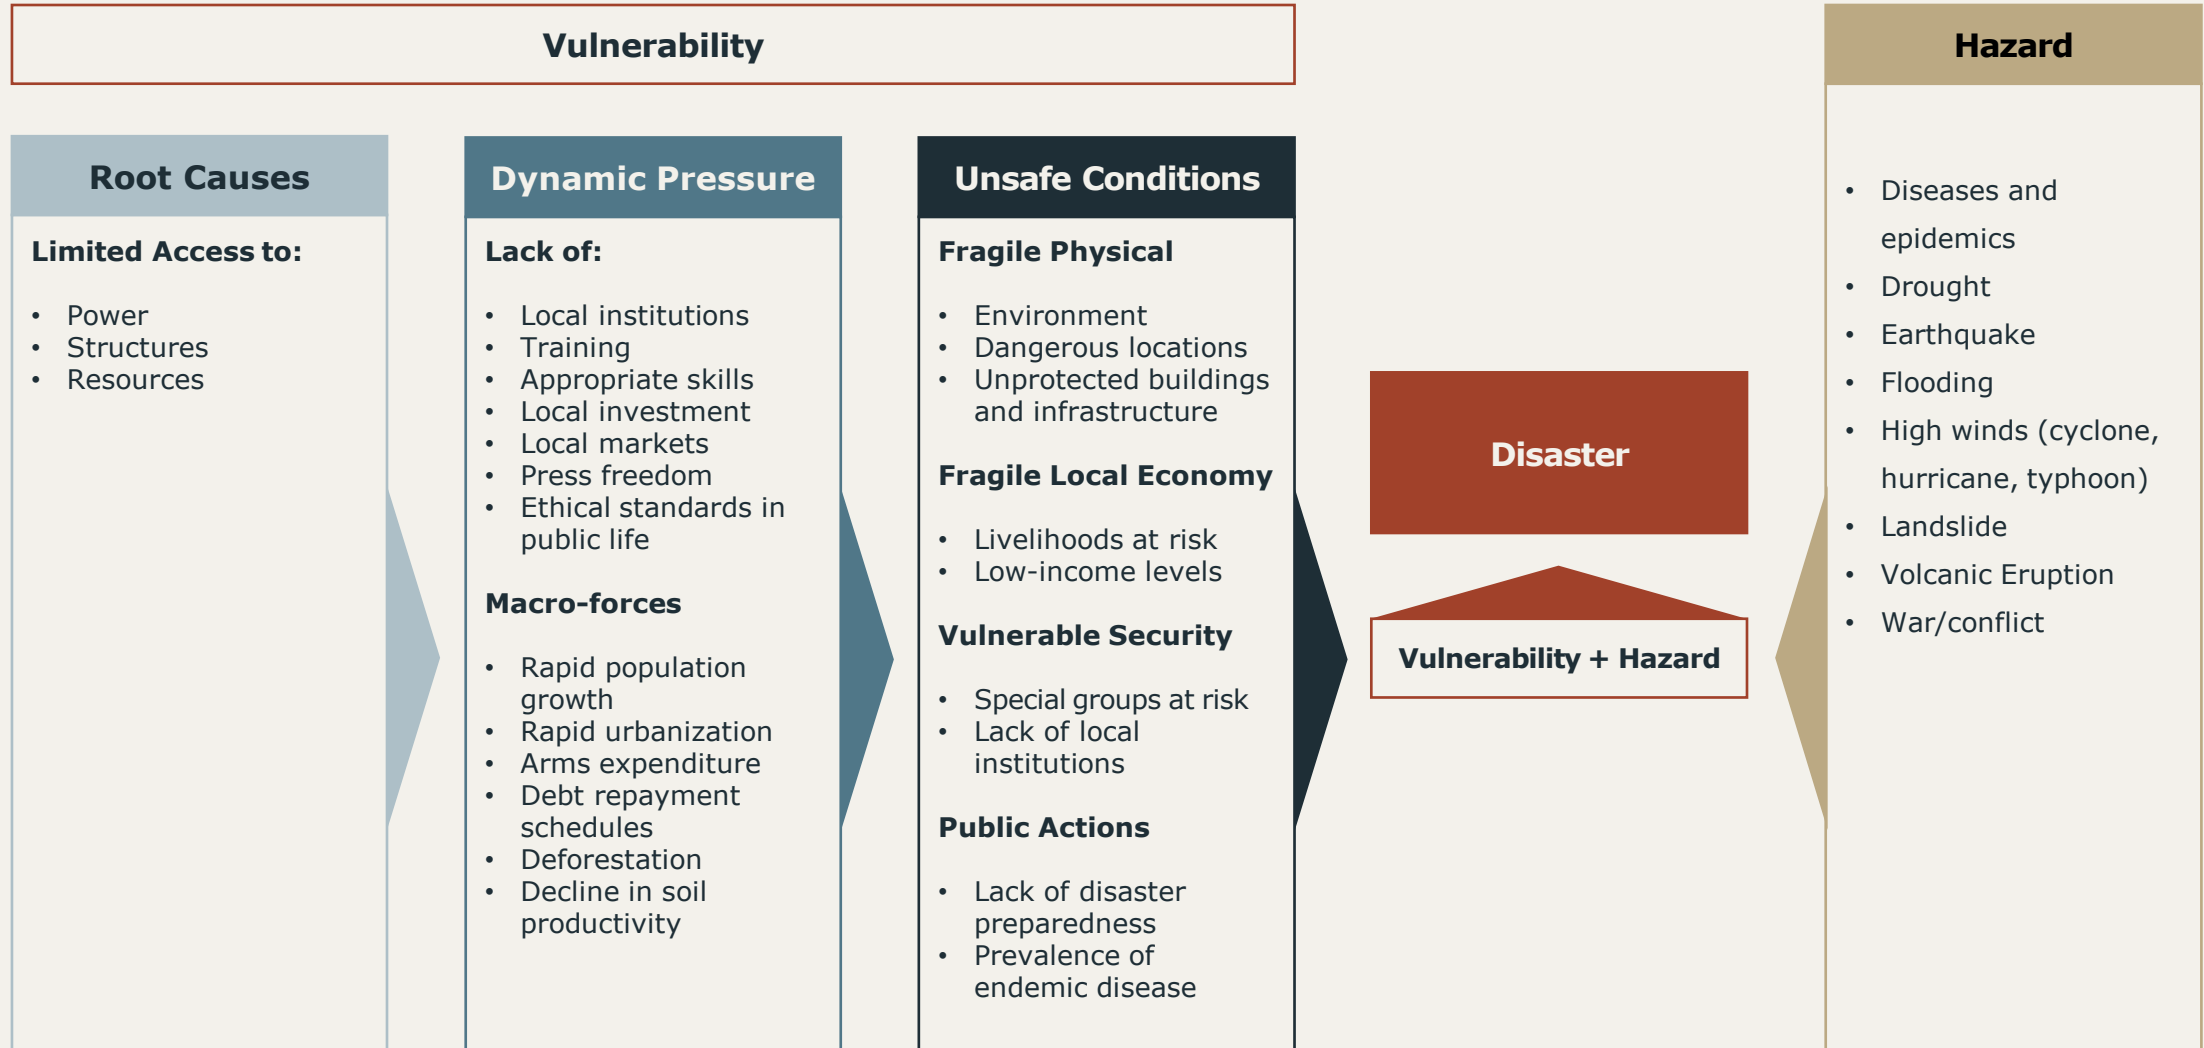 Vulnerability
Hazard
Root Causes
Limited Access to:
• Power
• Structures
• Resources
Dynamic Pressure
Lack of:
• Local institutions
• Training
• Appropriate skills
• Local investment
• Local markets
• Press freedom
• Ethical standards in
public life
Macro-forces
• Rapid population
growth
• Rapid urbanization
• Arms expenditure
• Debt repayment
schedules
• Deforestation
• Decline in soil
productivity
Unsafe Conditions
Fragile Physical
• Environment
• Dangerous locations
• Unprotected buildings
and infrastructure
Fragile Local Economy
• Livelihoods at risk
• Low-income levels
Vulnerable Security
• Special groups at risk
• Lack of local
institutions
Public Actions
• Lack of disaster
preparedness
• Prevalence of
endemic disease
Disaster
Vulnerability + Hazard
• Diseases and
epidemics
• Drought
• Earthquake
• Flooding
• High winds (cyclone,
hurricane, typhoon)
• Landslide
• Volcanic Eruption
• War/conflict